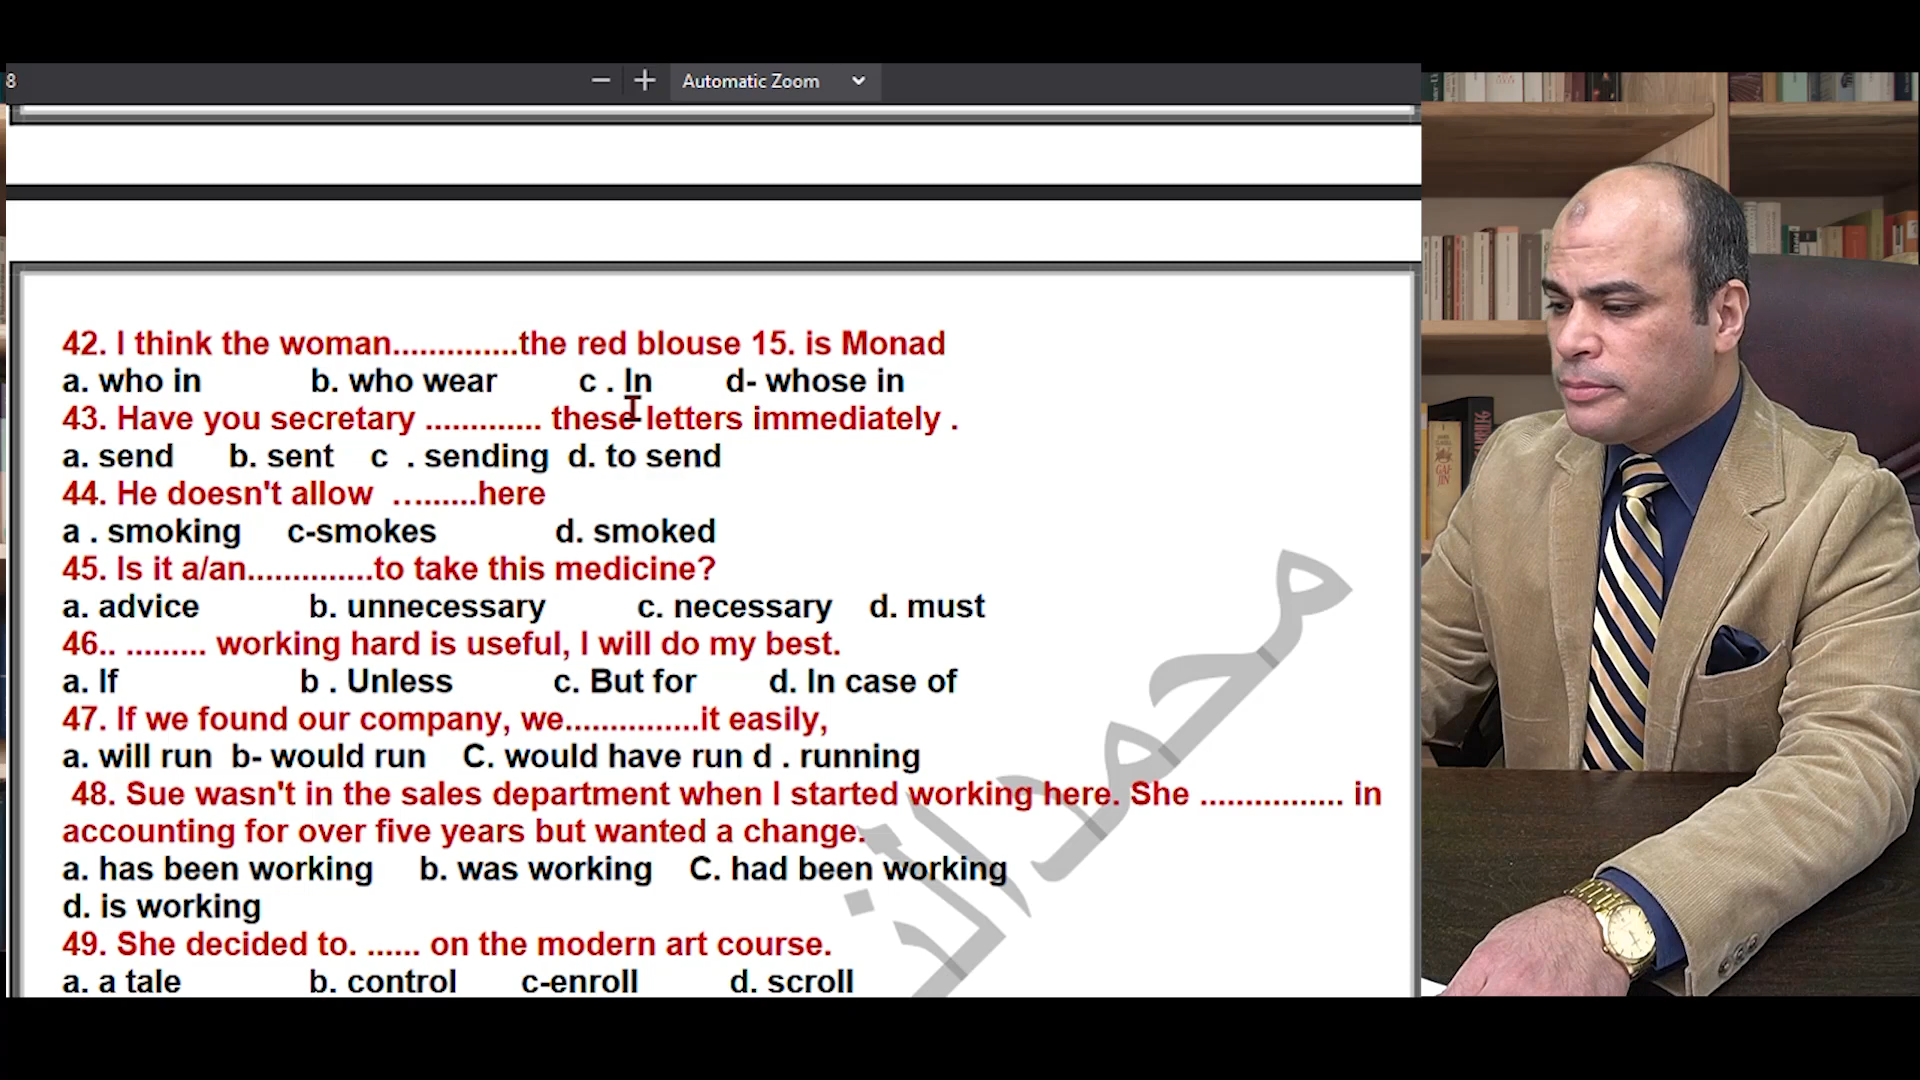 8
Automatic Zoom
42. I think the woman..............the red blouse 15. is Monad
a. who in b. who wear c . In d- whose in
43. Have you secretary ............. these letters immediately .
a. send b. sent c . sending d. to send
44. He doesn't allow ….......here
a . smoking c-smokes d. smoked
45. Is it a/an..............to take this medicine?
a. advice b. unnecessary c. necessary d. must
46.. ......... working hard is useful, I will do my best.
a. If b . Unless c. But for d. In case of
47. If we found our company, we...............it easily,
a. will run b- would run C. would have run d . running
48. Sue wasn't in the sales department when I started working here. She ................ in
accounting for over five years but wanted a change.
a. has been working b. was working C. had been working
d. is working
49. She decided to. ...... on the modern art course.
a. a tale b. control c-enroll d. scroll
محمد